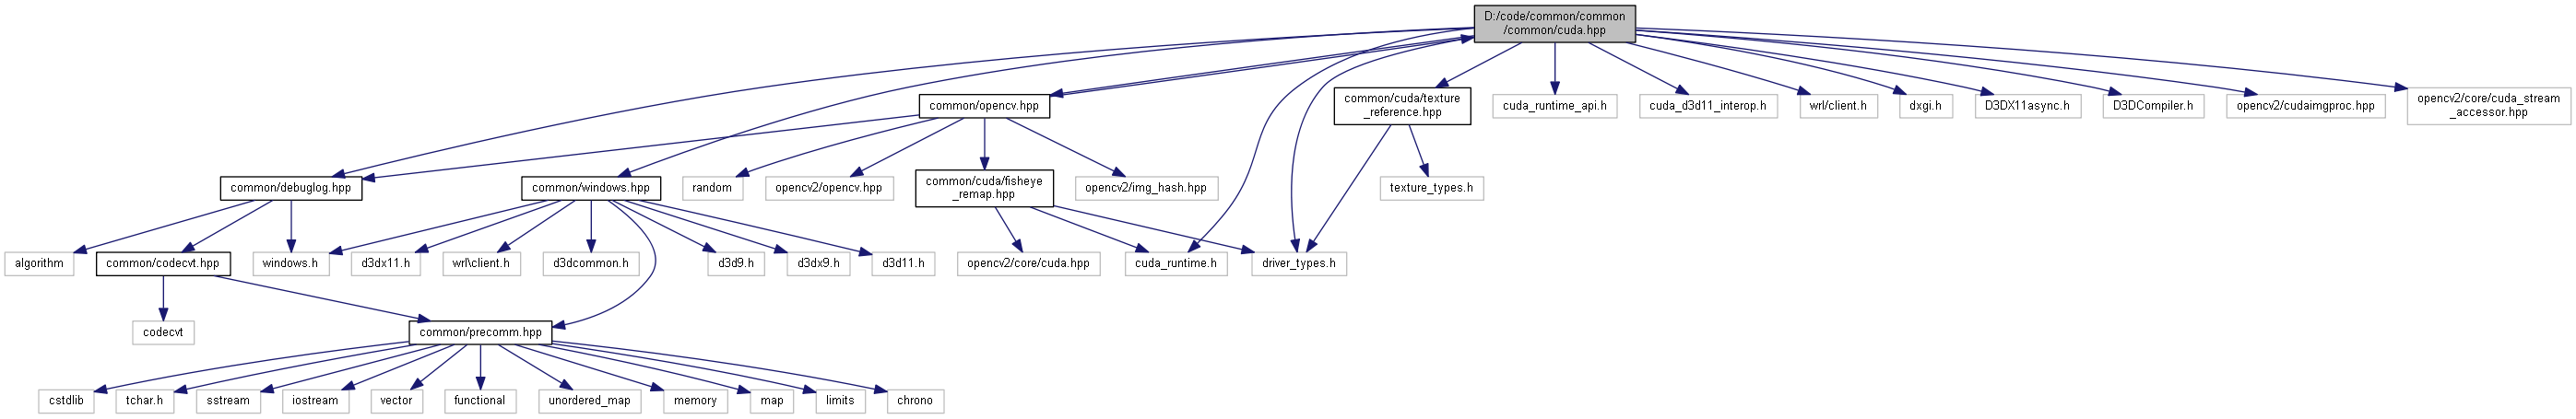 D:/code/common/common
/common/cuda.hpp
common/opencv.hpp
common/cuda/texture
_reference.hpp
cuda_runtime_api.h
cuda_d3d11_interop.h
wrl/client.h
dxgi.h
D3DX11async.h
D3DCompiler.h
opencv2/cudaimgproc.hpp
opencv2/core/cuda_stream
_accessor.hpp
common/debuglog.hpp
common/windows.hpp
random
opencv2/opencv.hpp
common/cuda/fisheye
_remap.hpp
opencv2/img_hash.hpp
texture_types.h
algorithm
common/codecvt.hpp
windows.h
d3dx11.h
wrl\client.h
d3dcommon.h
d3d9.h
d3dx9.h
d3d11.h
opencv2/core/cuda.hpp
cuda_runtime.h
driver_types.h
codecvt
common/precomm.hpp
cstdlib
tchar.h
sstream
iostream
vector
functional
unordered_map
memory
map
limits
chrono